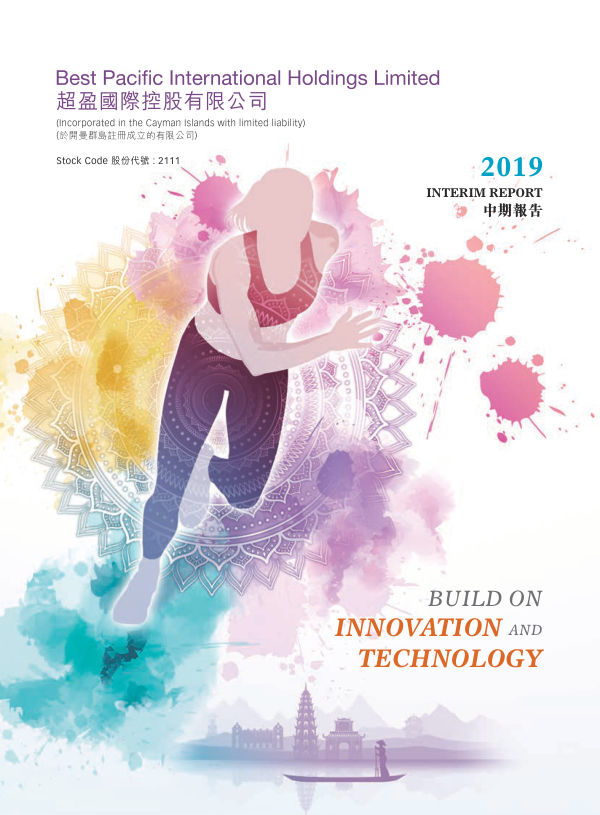 Best Pacific International Holdings Limited
超盈國際控股有限公司
(Incorporated in the Cayman Islands with limited liability)
(於開曼群島註冊成立的有限公司)
Stock Code 股份代號 : 2111
2019
INTERIM REPORT
中期報告
BUILD ON
INNOVATION AND
TECHNOLOGY